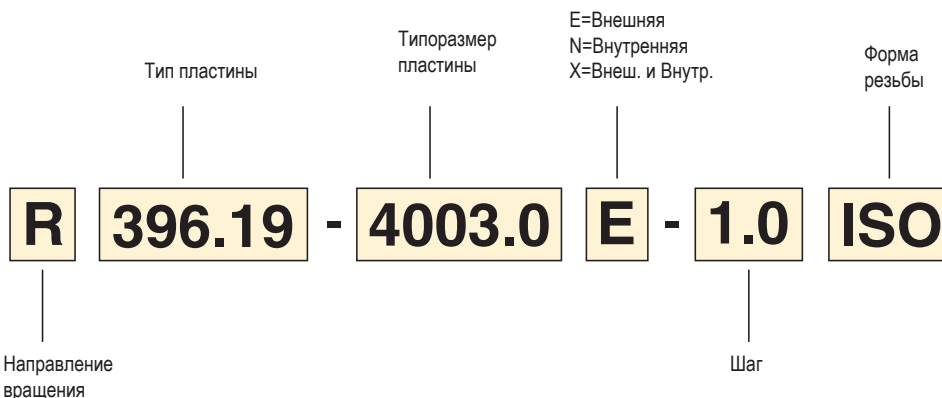 E=Внешняя
N=Внутренняя
X=Внеш. и Внутр.
Типоразмер
пластины
Форма
резьбы
Тип пластины
R 396.19 - 4003.0 E - 1.0 ISO
Направление
вращения
Шаг